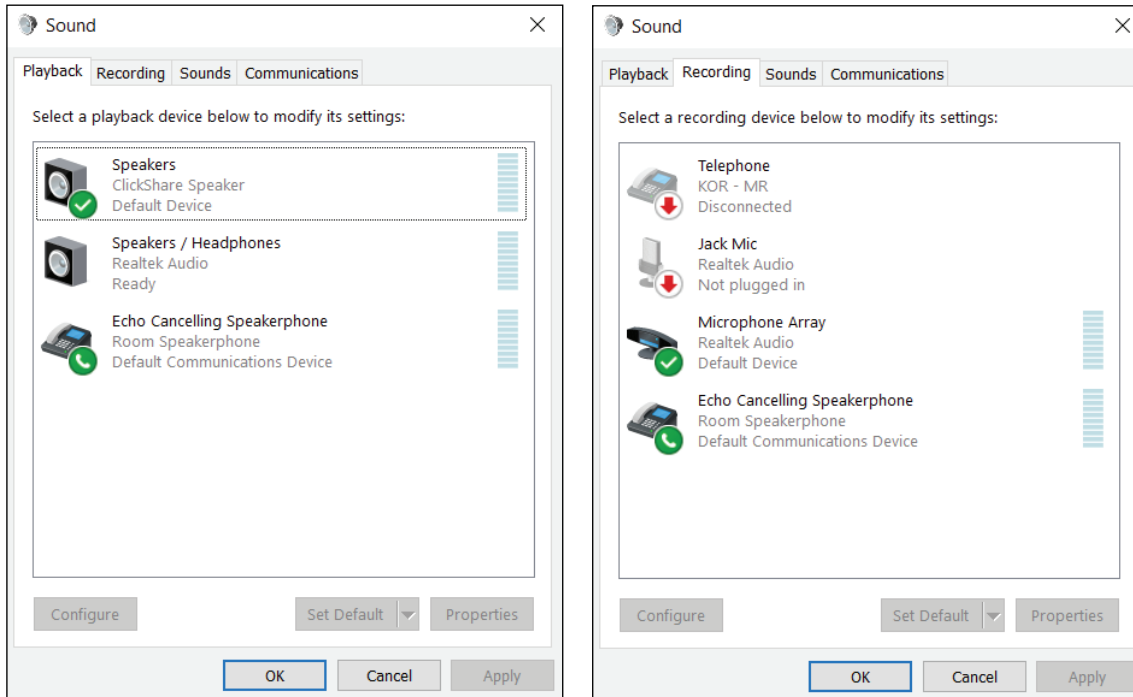 Sound
Playback Recording Sounds Communications
Select a playback device below to modify its settings:
Speakers
ClickShare Speaker
Default Device
Speakers / Headphones
Realtek Audio
Ready
Echo Cancelling Speakerphone
Room Speakerphone
Default Communications Device
Configure Set Default Properties
OK Cancel Apply
Sound
Playback Recording Sounds Communications
Select a recording device below to modify its settings:
Telephone
KOR - MR
Disconnected
Jack Mic
Realtek Audio
Not plugged in
Microphone Array
Realtek Audio
Default Device
Echo Cancelling Speakerphone
Room Speakerphone
Default Communications Device
Configure Set Default Properties
OK Cancel Apply